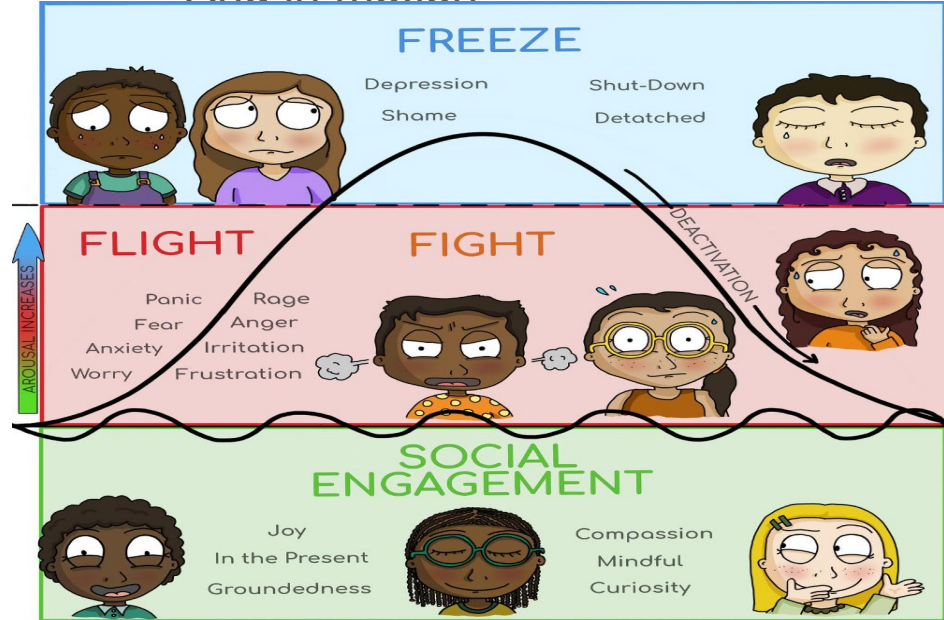 FREEZE
Depression
Shut-Down
Shame
Detatched
DEACTIVATION
FLIGHT
FIGHT
Panic
Rage
Fear
Anger
Anxiety
Irritation
Worry
Frustration
AROUSAL INCREASES
SOCIAL
ENGAGEMENT
Joy
In the Present
Groundedness
Compassion
Mindful
Curiosity